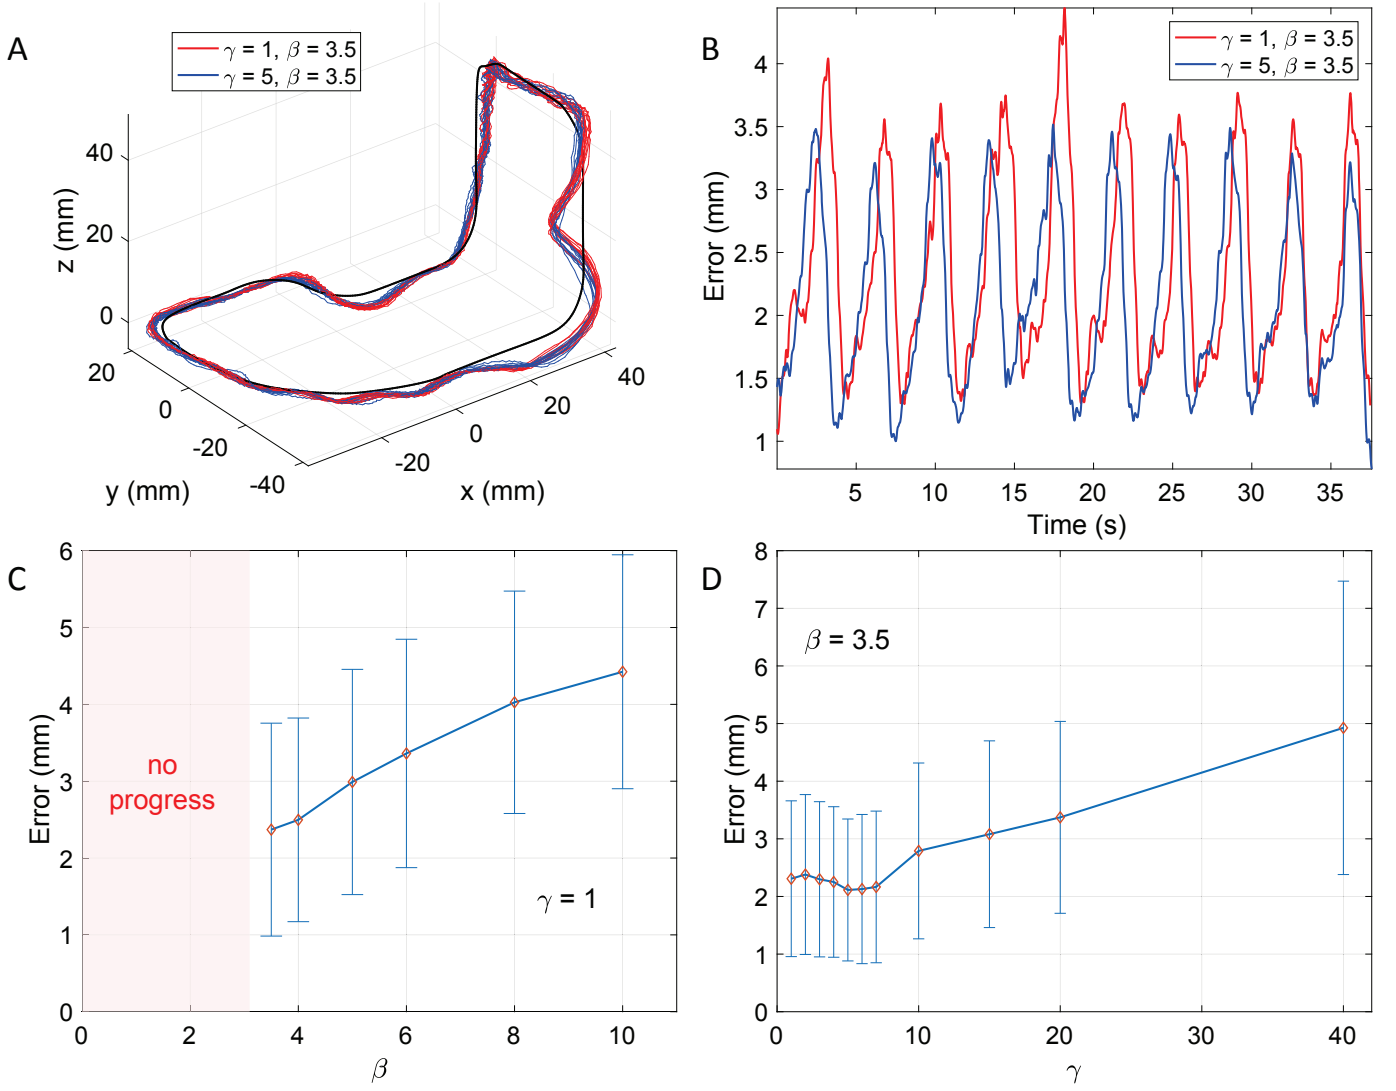 A
γ = 1, β = 3.5
γ = 5, β = 3.5
z (mm)
40
20
0
20
0
-20
-40
y (mm)
-20
0
20
40
x (mm)
B
γ = 1, β = 3.5
γ = 5, β = 3.5
Error (mm)
4
3.5
3
2.5
2
1.5
1
5 10 15 20 25 30 35
Time (s)
C
Error (mm)
6
5
4
3
2
1
0
no
progress
γ = 1
0 2 4 6 8 10
β
D
Error (mm)
8
7
6
5
4
3
2
1
0
β = 3.5
0 10 20 30 40
γ